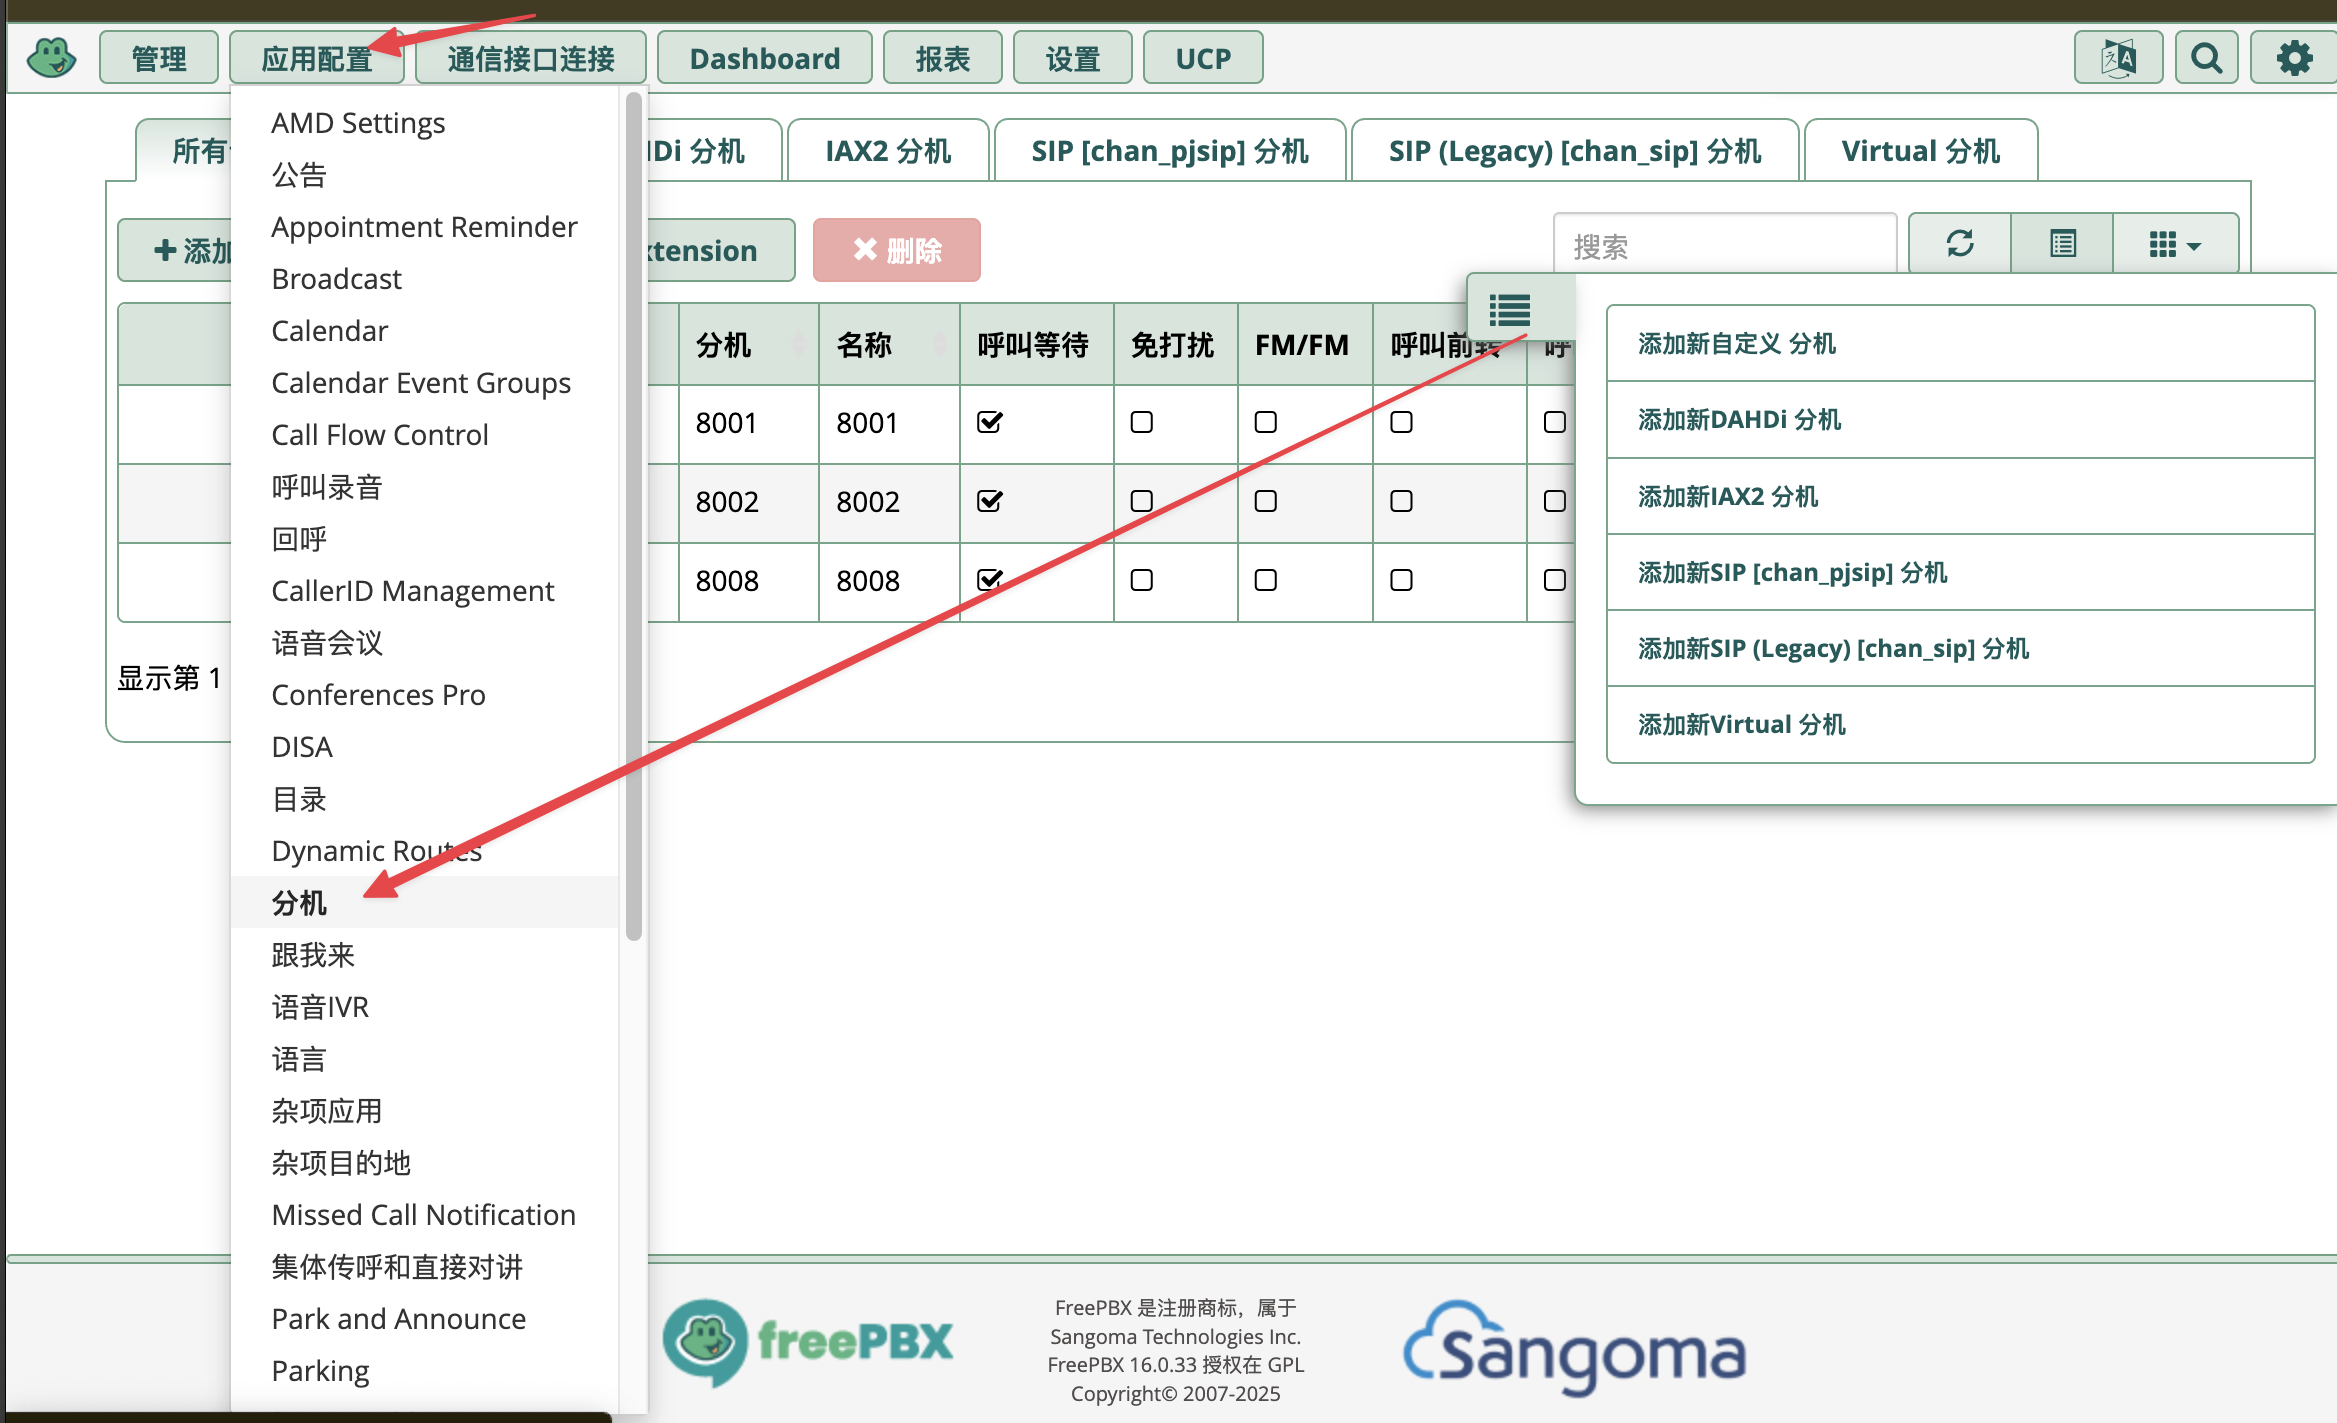 管理
应用配置
通信接口连接
Dashboard
报表
设置
UCP
所有
Di 分机
IAX2 分机
SIP [chan_pjsip] 分机
SIP (Legacy) [chan_sip] 分机
Virtual 分机
添加
xtension
删除
搜索
分机 名称 呼叫等待 免打扰 FM/FM 呼叫前转 呼
8001 8001
8002 8002
8008 8008
显示第 1
AMD Settings
公告
Appointment Reminder
Broadcast
Calendar
Calendar Event Groups
Call Flow Control
呼叫录音
回呼
CallerID Management
语音会议
Conferences Pro
DISA
目录
Dynamic Routes
分机
跟我来
语音IVR
语言
杂项应用
杂项目的地
Missed Call Notification
集体传呼和直接对讲
Park and Announce
Parking
添加新自定义 分机
添加新DAHDi 分机
添加新IAX2 分机
添加新SIP [chan_pjsip] 分机
添加新SIP (Legacy) [chan_sip] 分机
添加新Virtual 分机
freePBX
FreePBX 是注册商标，属于
Sangoma Technologies Inc.
FreePBX 16.0.33 授权在 GPL
Copyright© 2007-2025
Sangoma